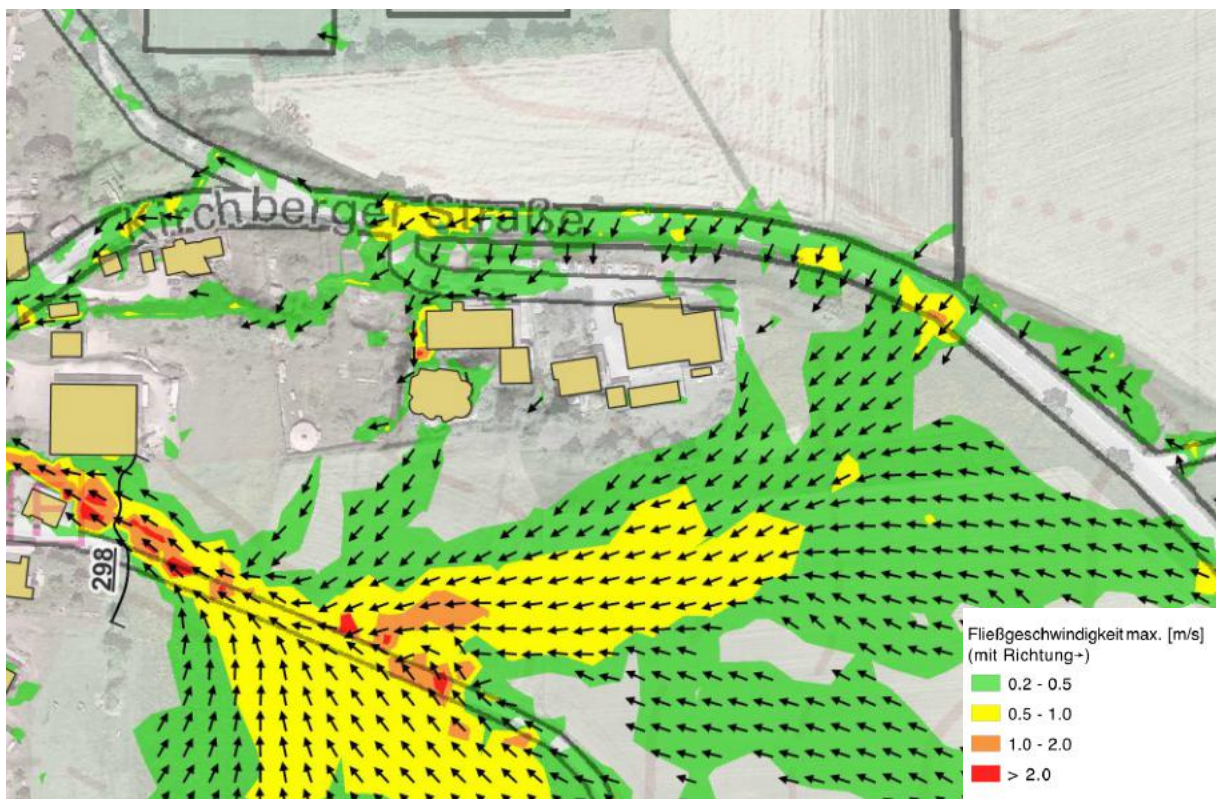 Kirchberger Straße
298
Fließgeschwindigkeit max. [m/s]
(mit Richtung→)
0.2 - 0.5
0.5 - 1.0
1.0 - 2.0
> 2.0